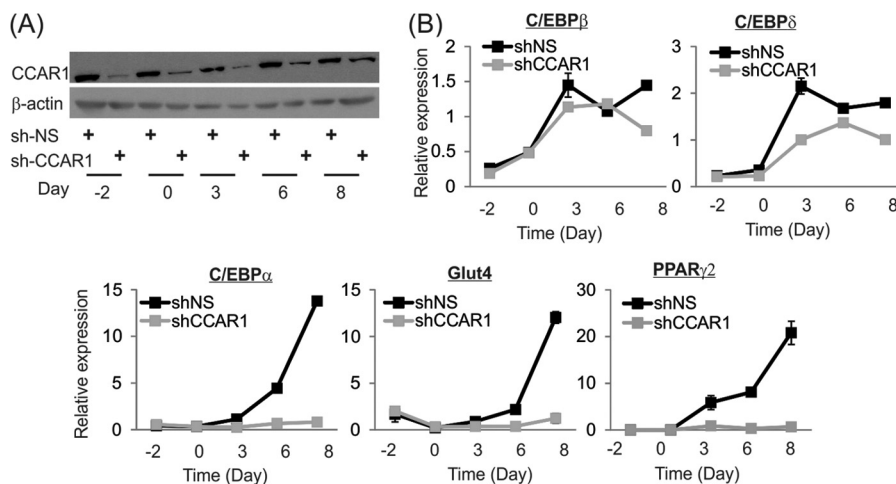 (A)
CCAR1
β-actin
sh-NS + + + + +
sh-CCAR1 + + + + +
Day -2 0 3 6 8
(B)
C/EBPβ
Relative expression
2
1.5
1
0.5
0
shNS
shCCAR1
-2 0 3 6 8
Time (Day)
C/EBPδ
3
2
1
0
shNS
shCCAR1
-2 0 3 6 8
Time (Day)
C/EBPα
Relative expression
15
10
5
0
shNS
shCCAR1
-2 0 3 6 8
Time (Day)
Glut4
15
10
5
0
shNS
shCCAR1
-2 0 3 6 8
Time (Day)
PPARγ2
30
20
10
0
shNS
shCCAR1
-2 0 3 6 8
Time (Day)